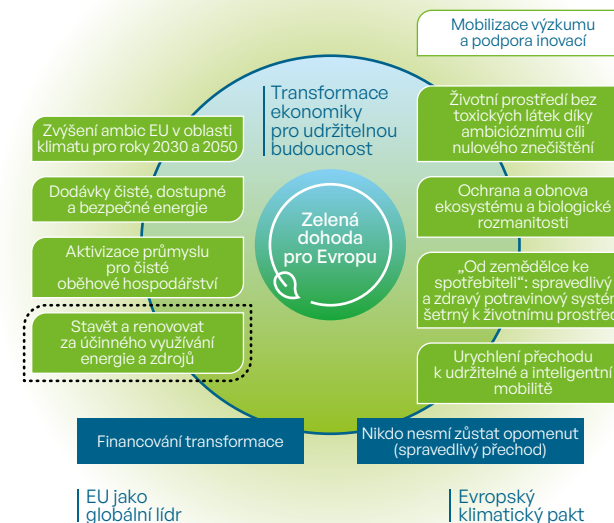 Mobilizace výzkumu
a podpora inovací
Transformace
ekonomiky
pro udržitelnou
budoucnost
Zvýšení ambic EU v oblasti
klimatu pro roky 2030 a 2050
Dodávky čisté, dostupné
a bezpečné energie
Aktivizace průmyslu
pro čisté
oběhové hospodářství
Stavět a renovovat
za účinného využívání
energie a zdrojů
Zelená
dohoda
pro Evropu
Životní prostředí bez
toxických látek díky
ambicióznímu cíli
nulového znečištění
Ochrana a obnova
ekosystému a biologické
rozmanitosti
„Od zemědělce ke
spotřebiteli“: spravedlivý
a zdravý potravinový systém
šetrný k životnímu prostřed
Urychlení přechodu
k udržitelné a inteligentní
mobilitě
Financování transformace
Nikdo nesmí zůstat opomenut
(spravedlivý přechod)
EU jako
globální lídr
Evropský
klimatický pakt